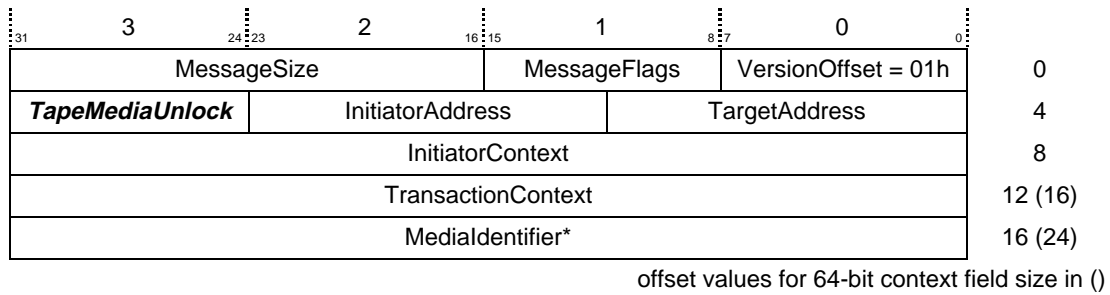 3 2 1 0
31 24 23 16 15 8 7 0
MessageSize MessageFlags VersionOffset = 01h 0
TapeMediaUnlock InitiatorAddress TargetAddress 4
InitiatorContext 8
TransactionContext 12 (16)
MediaIdentifier* 16 (24)
offset values for 64-bit context field size in ()